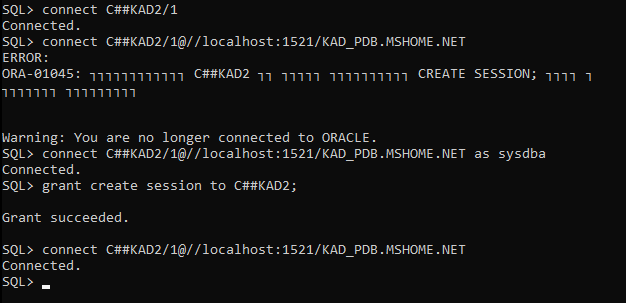 SQL> connect C##KAD2/1
Connected.
SQL> connect C##KAD2/1@//localhost:1521/KAD_PDB.MSHOME.NET
ERROR:
ORA-01045: ┐┐┐┐┐┐┐┐┐┐┐┐ C##KAD2 ┐┐ ┐┐┐┐┐ ┐┐┐┐┐┐┐┐┐┐ CREATE SESSION; ┐┐┐┐ ┐
┐┐┐┐┐┐┐ ┐┐┐┐┐┐┐┐┐
Warning: You are no longer connected to ORACLE.
SQL> connect C##KAD2/1@//localhost:1521/KAD_PDB.MSHOME.NET as sysdba
Connected.
SQL> grant create session to C##KAD2;
Grant succeeded.
SQL> connect C##KAD2/1@//localhost:1521/KAD_PDB.MSHOME.NET
Connected.
SQL>